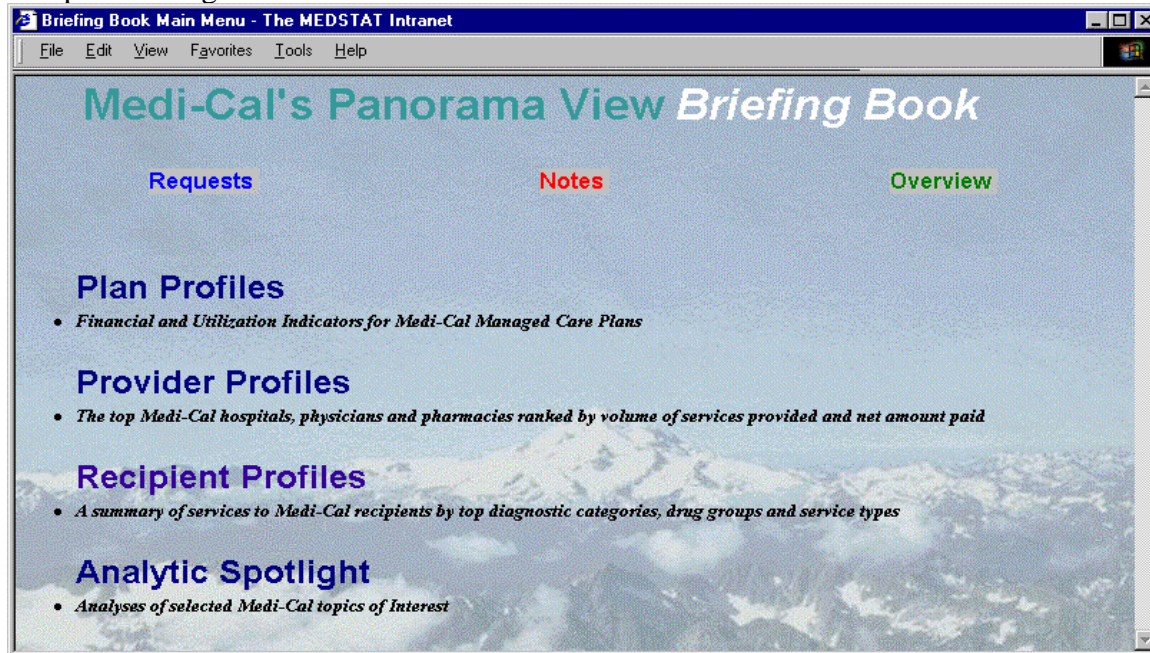 Briefing Book Main Menu - The MEDSTAT Intranet
File Edit View Favorites Tools Help
Medi-Cal's Panorama View Briefing Book
Requests Notes Overview
Plan Profiles
• Financial and Utilization Indicators for Medi-Cal Managed Care Plans
Provider Profiles
• The top Medi-Cal hospitals, physicians and pharmacies ranked by volume of services provided and net amount paid
Recipient Profiles
• A summary of services to Medi-Cal recipients by top diagnostic categories, drug groups and service types
Analytic Spotlight
• Analyses of selected Medi-Cal topics of Interest